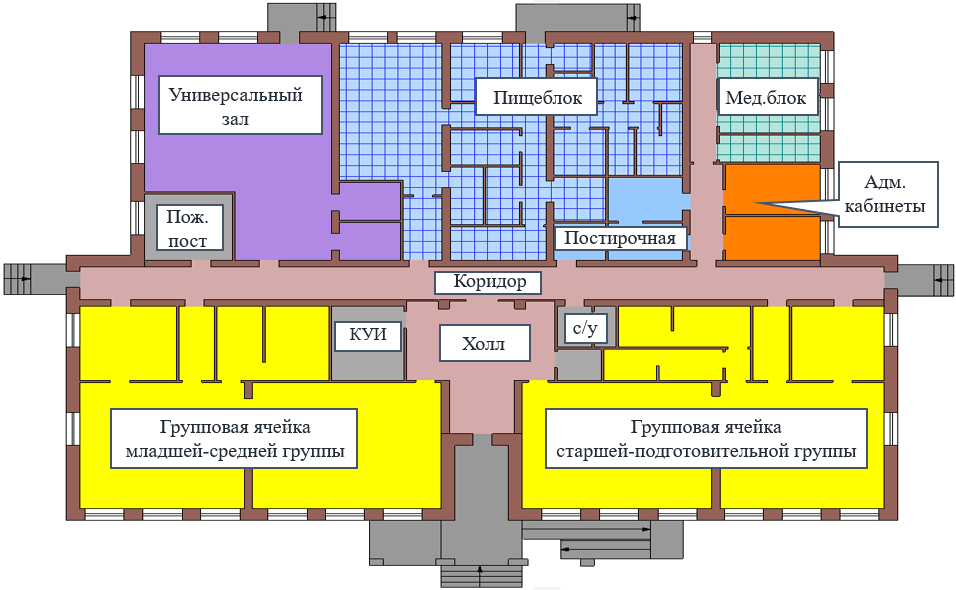 Универсальный
зал
Пищеблок
Мед.блок
Адм.
кабинеты
Пож.
пост
Постирочная
Коридор
КУИ
Холл
с/у
Групповая ячейка
младшей-средней группы
Групповая ячейка
старшей-подготовительной группы